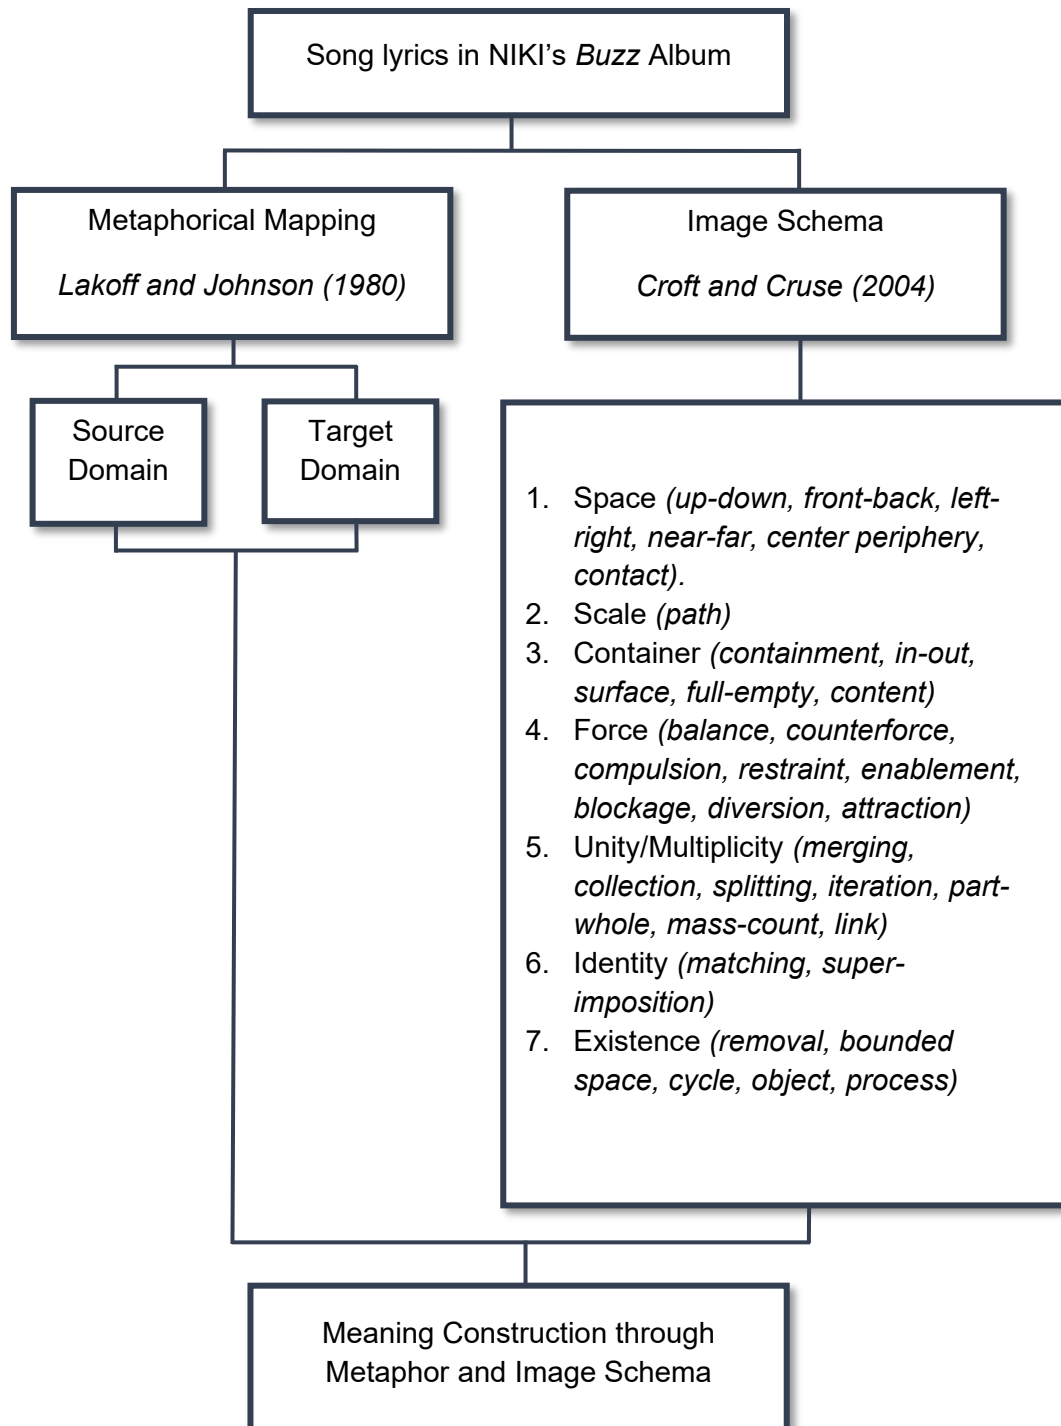 Song lyrics in NIKI's Buzz Album
Metaphorical Mapping
Lakoff and Johnson (1980)
Image Schema
Croft and Cruse (2004)
Source
Domain
Target
Domain
1. Space (up-down, front-back, left-
right, near-far, center periphery,
contact).
2. Scale (path)
3. Container (containment, in-out,
surface, full-empty, content)
4. Force (balance, counterforce,
compulsion, restraint, enablement,
blockage, diversion, attraction)
5. Unity/Multiplicity (merging,
collection, splitting, iteration, part-
whole, mass-count, link)
6. Identity (matching, super-
imposition)
7. Existence (removal, bounded
space, cycle, object, process)
Meaning Construction through
Metaphor and Image Schema